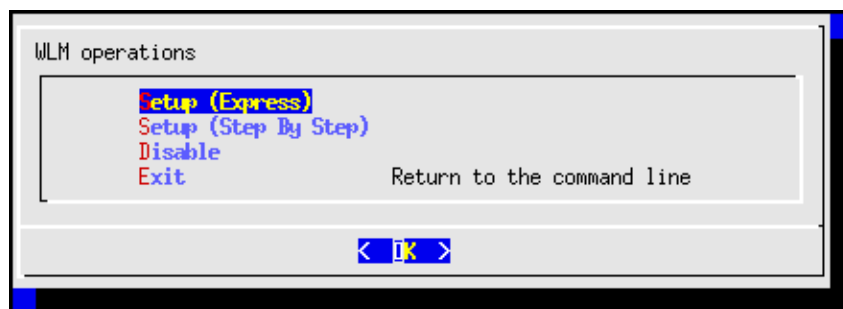 WLM operations
Setup (Express)
Setup (Step By Step)
Disable
Exit Return to the command line
< OK >